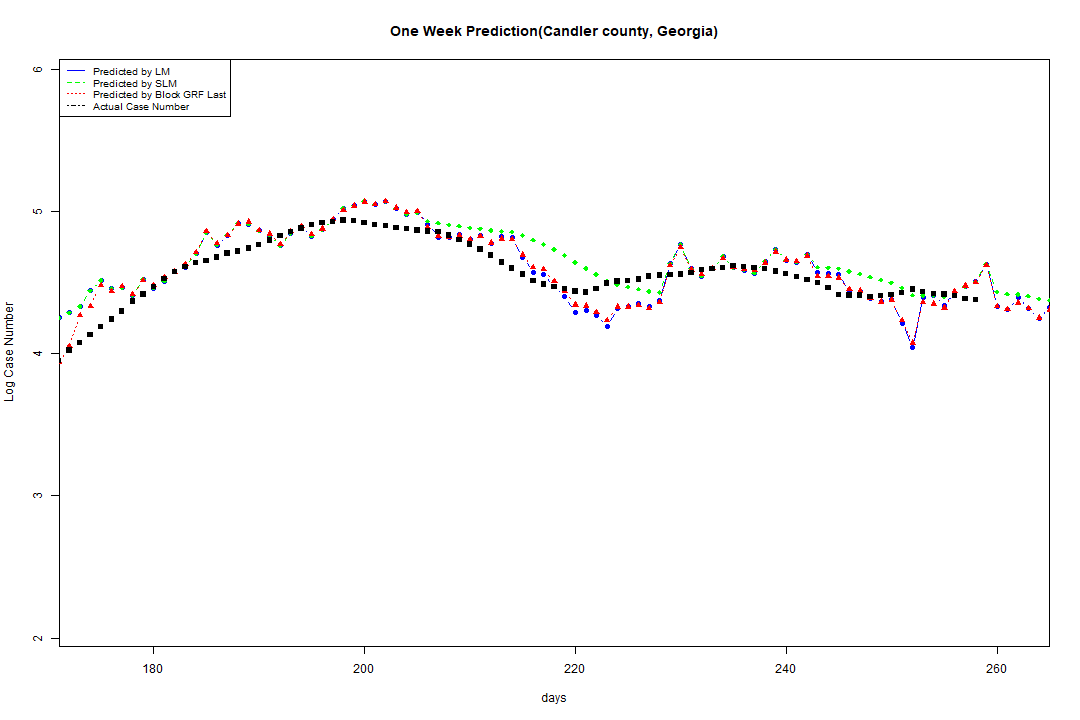 One Week Prediction(Candler county, Georgia)
Predicted by LM
Predicted by SLM
Predicted by Block GRF Last
Actual Case Number
6
5
4
3
2
Log Case Number
180 200 220 240 260
days